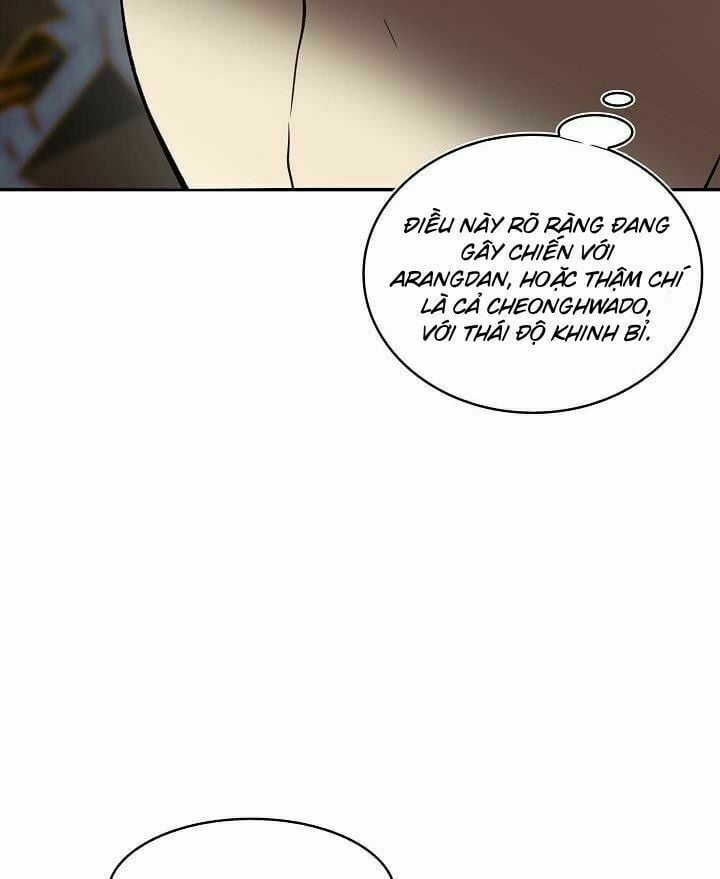 ĐIỀU NÀY RÕ RÀNG ĐANG
GÂY CHIẾN VỚI
ARANGDAN, HOẶC THẬM CHÍ
LÀ CẢ CHEONGHWADO,
VỚI THÁI ĐỘ KHINH BỈ.